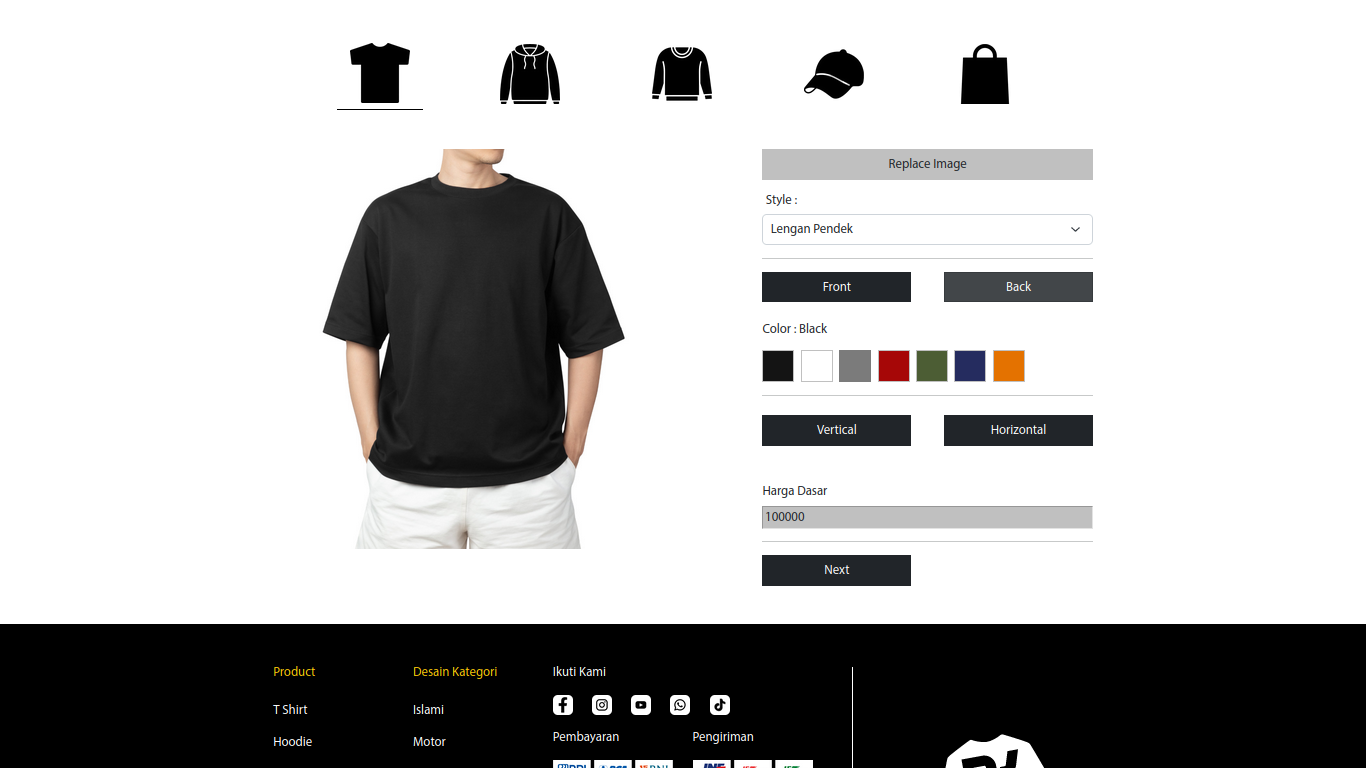 Replace Image
Style :
Lengan Pendek
Front
Back
Color : Black
Vertical
Horizontal
Harga Dasar
100000
Next
Product
Desain Kategori
Ikuti Kami
T Shirt
Islami
Hoodie
Motor
Pembayaran
Pengiriman